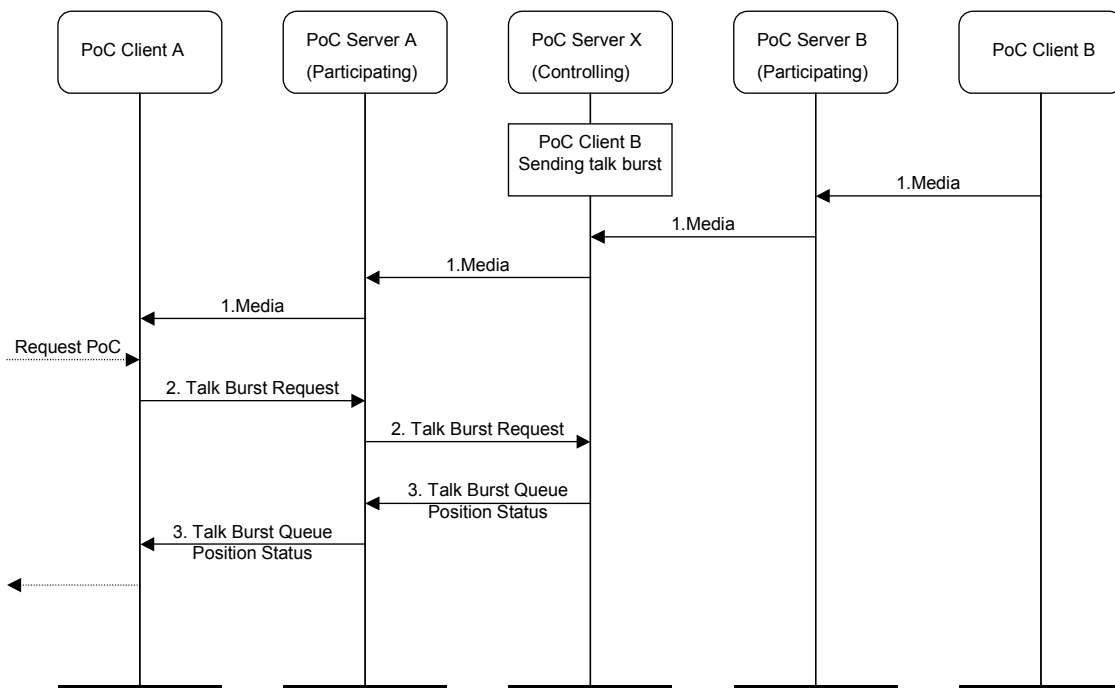 PoC Client A
PoC Server A
(Participating)
PoC Server X
(Controlling)
PoC Server B
(Participating)
PoC Client B
PoC Client B
Sending talk burst
1.Media
1.Media
1.Media
1.Media
Request PoC
2. Talk Burst Request
2. Talk Burst Request
3. Talk Burst Queue
Position Status
3. Talk Burst Queue
Position Status